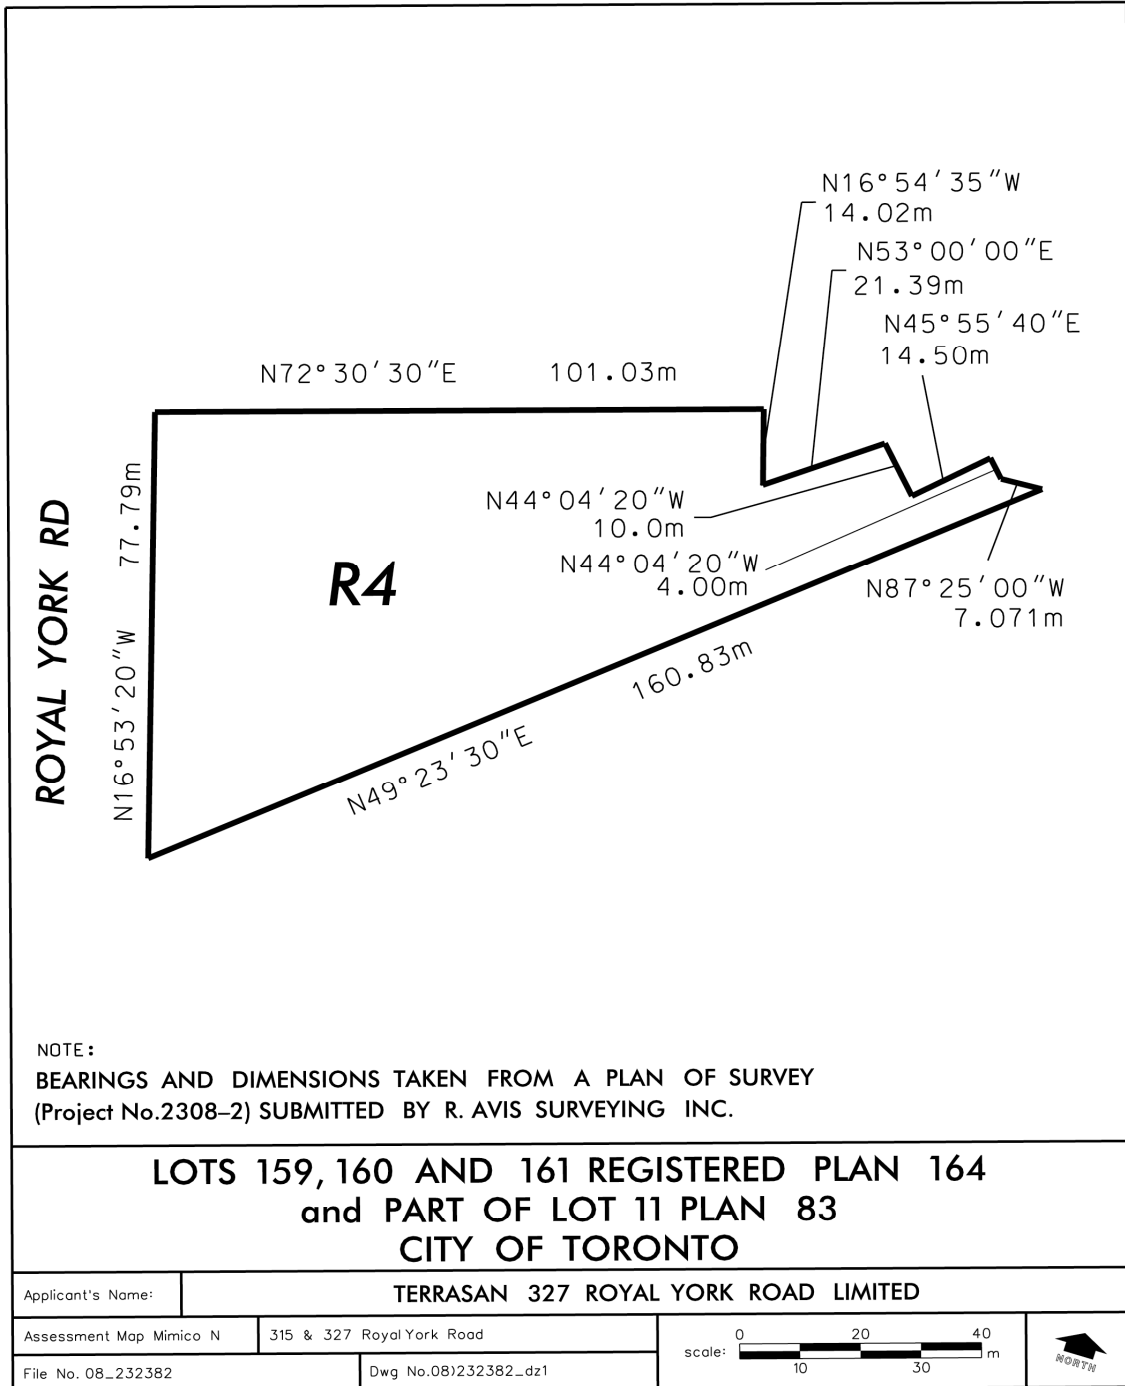 N16°54'35"W
14.02m
N53°00'00"E
21.39m
N45°55'40"E
14.50m
N72°30'30"E 101.03m
ROYAL YORK RD
N16°53'20"W 77.79m
R4
N44°04'20"W
10.0m
N44°04'20"W
4.00m
N87°25'00"W
7.071m
N49°23'30"E 160.83m
NOTE:
BEARINGS AND DIMENSIONS TAKEN FROM A PLAN OF SURVEY
(Project No.2308–2) SUBMITTED BY R. AVIS SURVEYING INC.
LOTS 159, 160 AND 161 REGISTERED PLAN 164
and PART OF LOT 11 PLAN 83
CITY OF TORONTO
Applicant's Name: TERRASAN 327 ROYAL YORK ROAD LIMITED
Assessment Map Mimico N 315 & 327 Royal York Road
File No. 08_232382 Dwg No.08)232382_dz1
scale: 0 20 40 m
10 30
NORTH